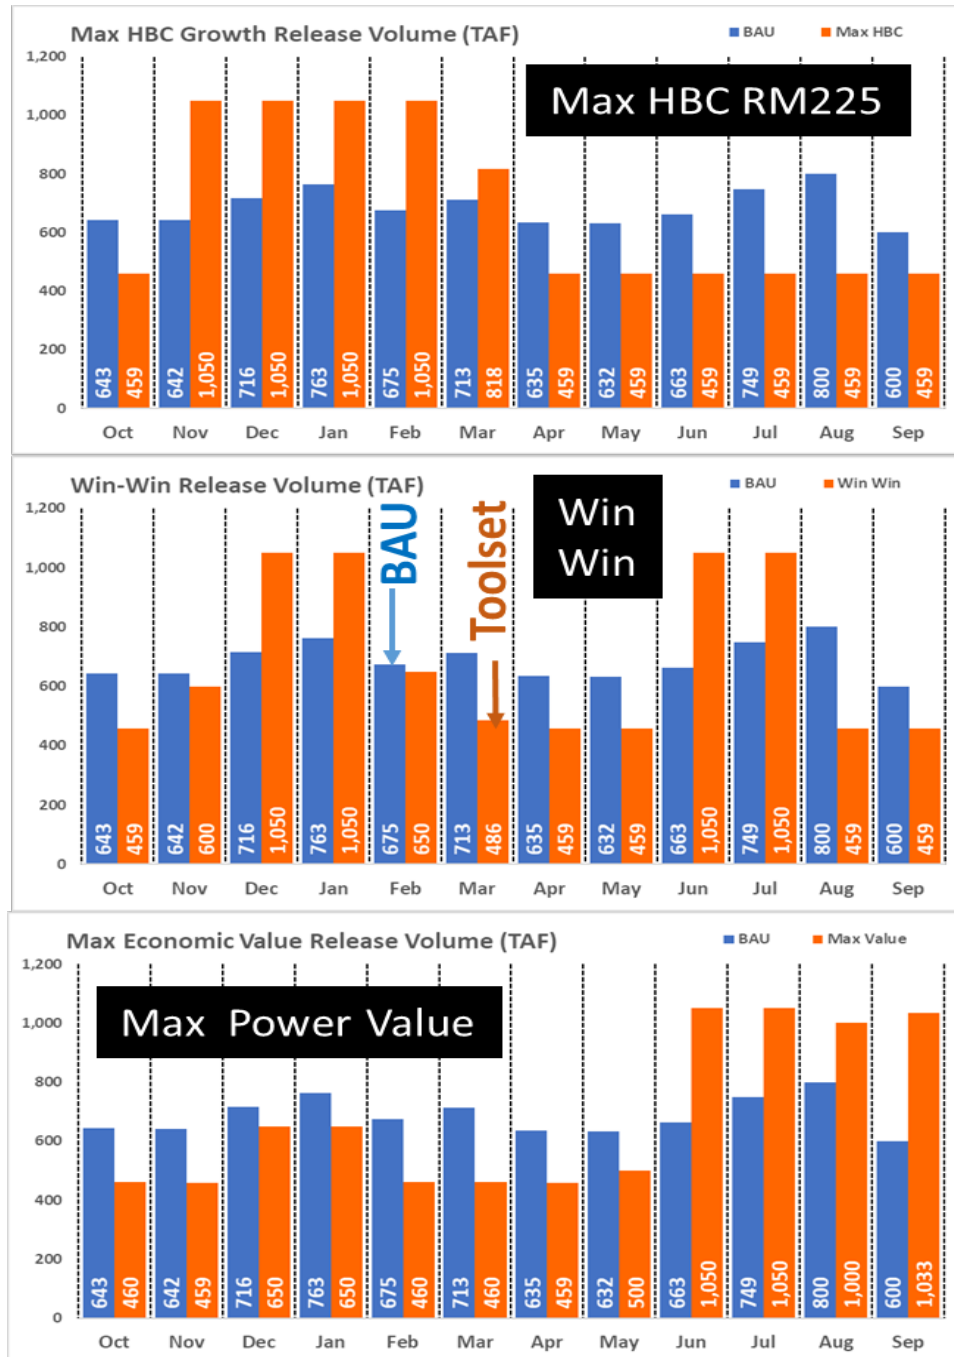 Max HBC Growth Release Volume (TAF)
BAU Max HBC
Max HBC RM225
1,200
1,000
800
600
400
200
0
643 459 642 1,050 716 1,050 763 1,050 675 1,050 713 818 635 459 632 459 663 459 749 459 800 459 600 459
Oct Nov Dec Jan Feb Mar Apr May Jun Jul Aug Sep
Win-Win Release Volume (TAF)
BAU Win Win
Win
Win
BAU
Toolset
1,200
1,000
800
600
400
200
0
643 459 642 600 716 1,050 763 1,050 675 650 713 486 635 459 632 459 663 1,050 749 1,050 800 459 600 459
Oct Nov Dec Jan Feb Mar Apr May Jun Jul Aug Sep
Max Economic Value Release Volume (TAF)
BAU Max Value
Max Power Value
1,200
1,000
800
600
400
200
0
643 460 642 459 716 650 763 650 675 460 713 460 635 459 632 500 663 1,050 749 1,050 800 1,000 600 1,033
Oct Nov Dec Jan Feb Mar Apr May Jun Jul Aug Sep